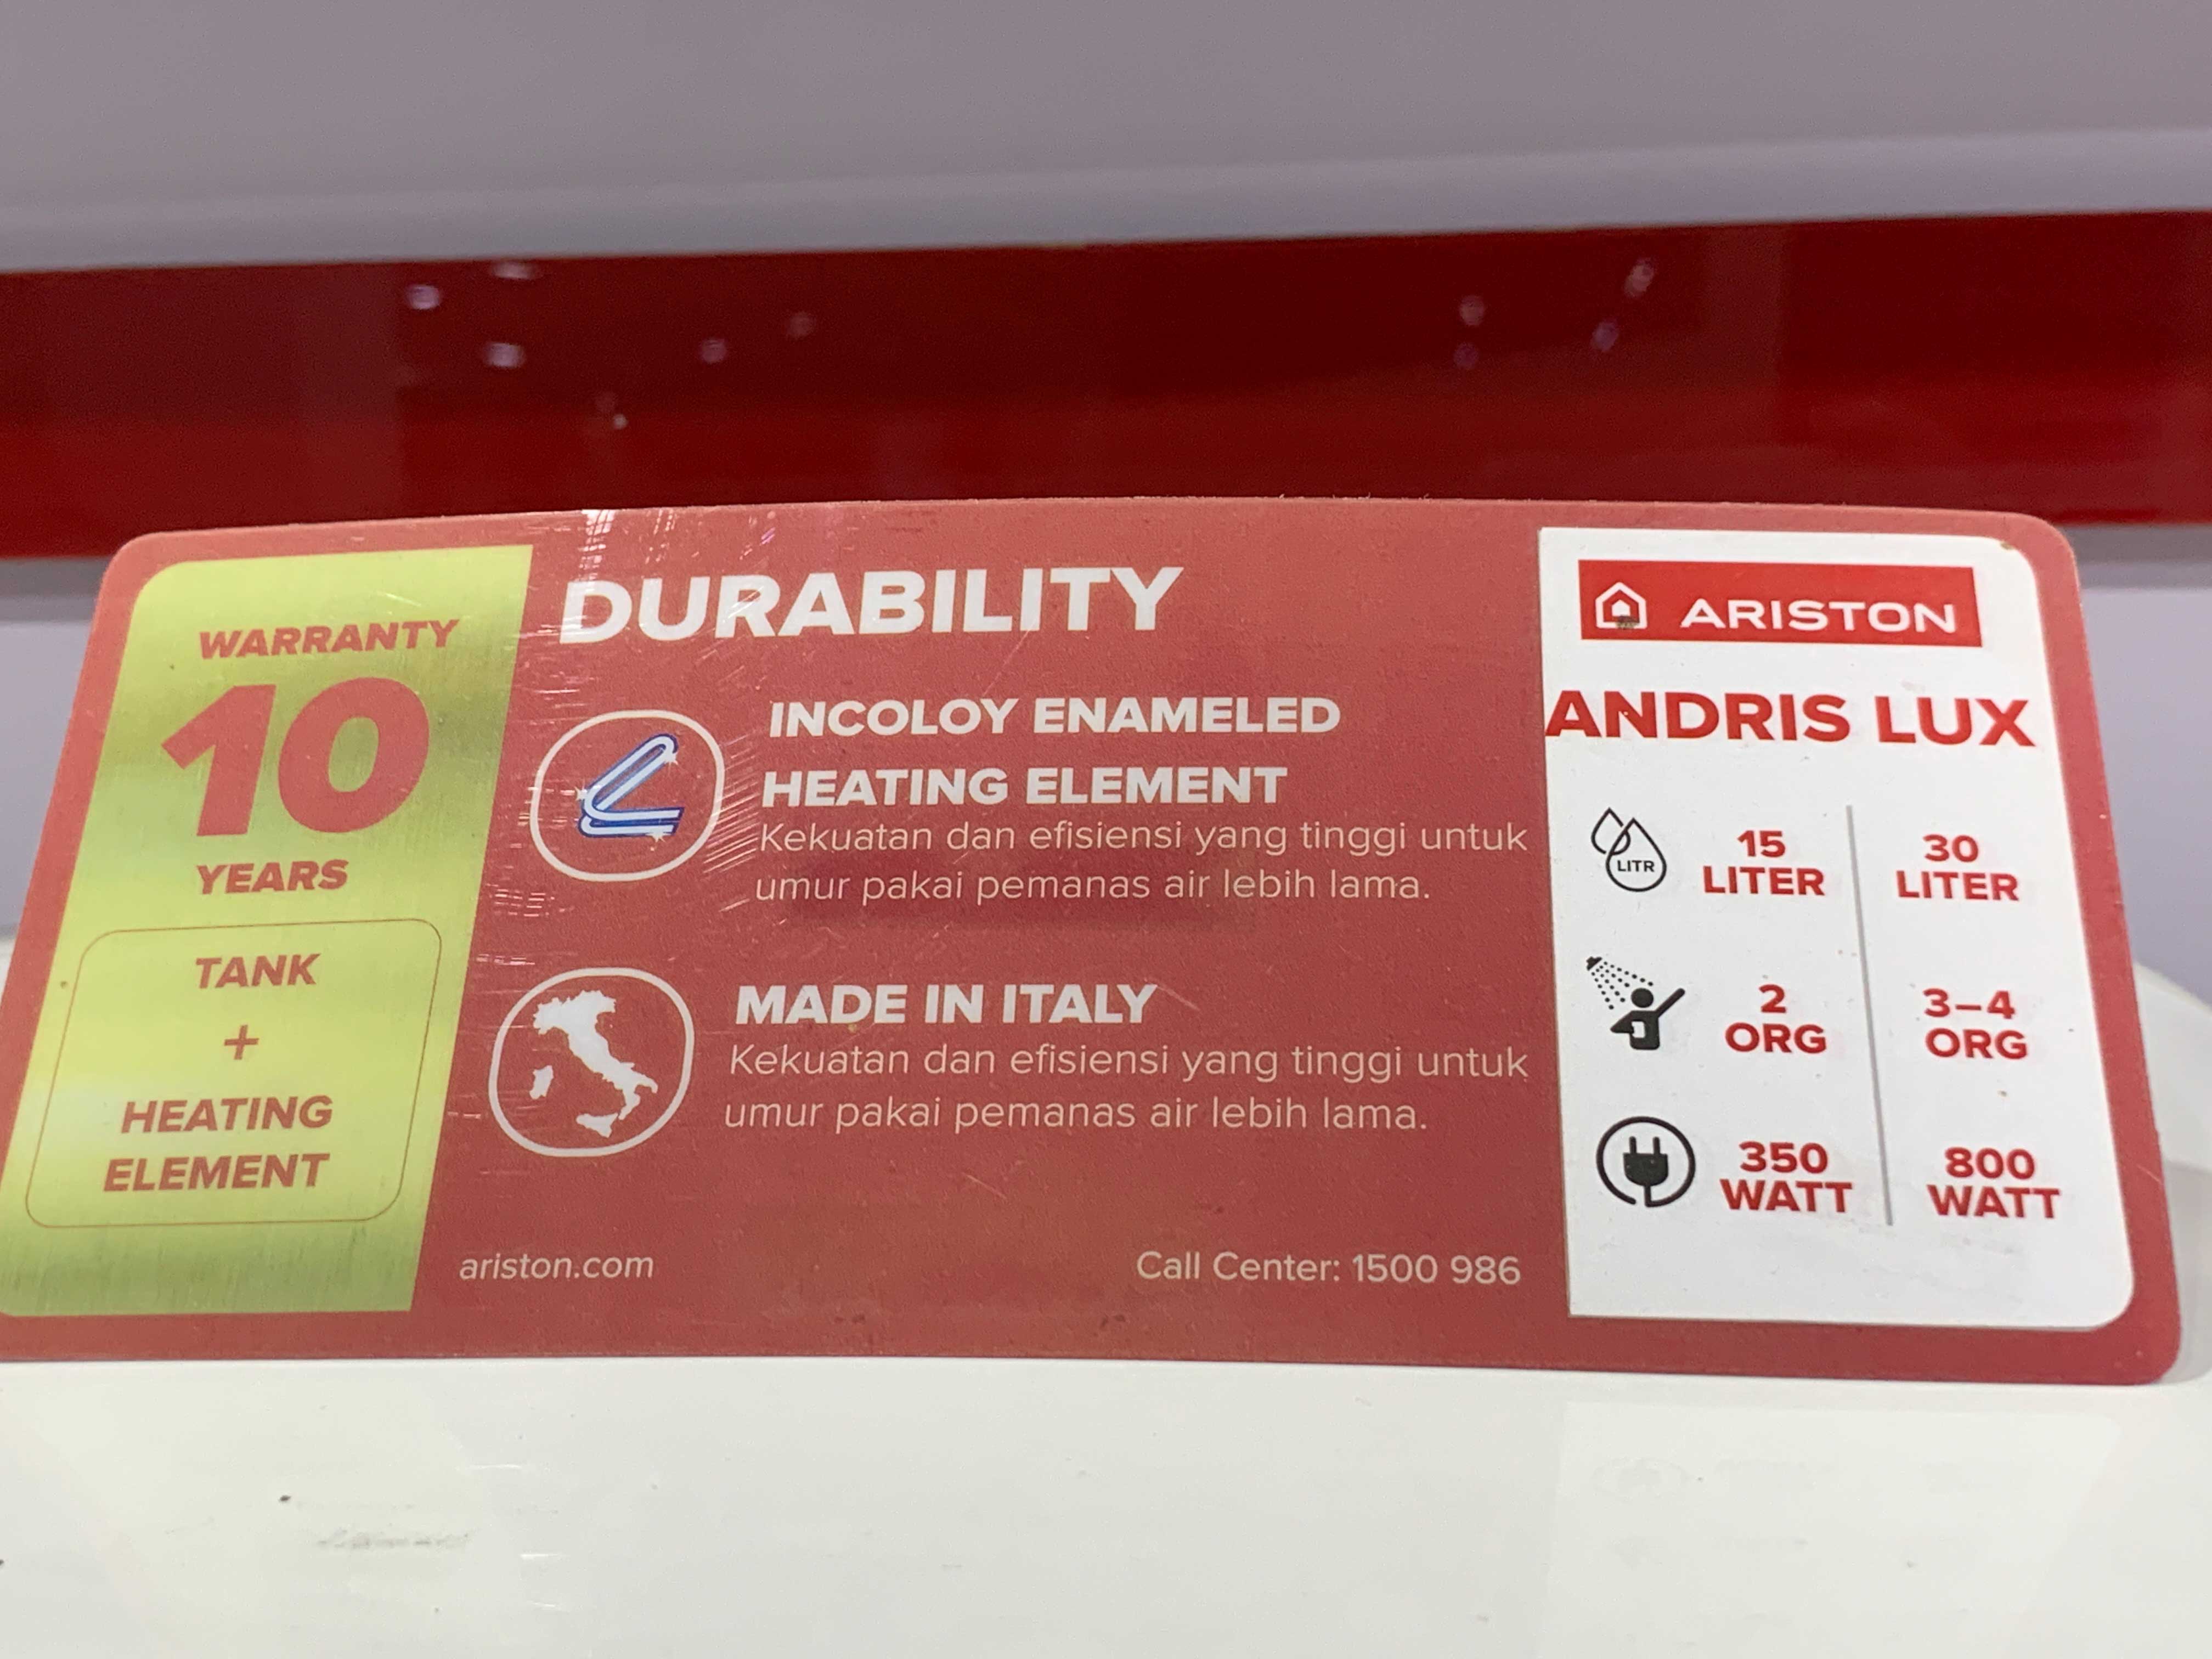 WARRANTY
10
YEARS
TANK
+
HEATING
ELEMENT
DURABILITY
INCOLOY ENAMELED
HEATING ELEMENT
Kekuatan dan efisiensi yang tinggi untuk
umur pakai pemanas air lebih lama.
MADE IN ITALY
Kekuatan dan efisiensi yang tinggi untuk
umur pakai pemanas air lebih lama.
ariston.com
Call Center: 1500 986
ARISTON
ANDRIS LUX
LITR
15
LITER
30
LITER
2
ORG
3–4
ORG
350
WATT
800
WATT